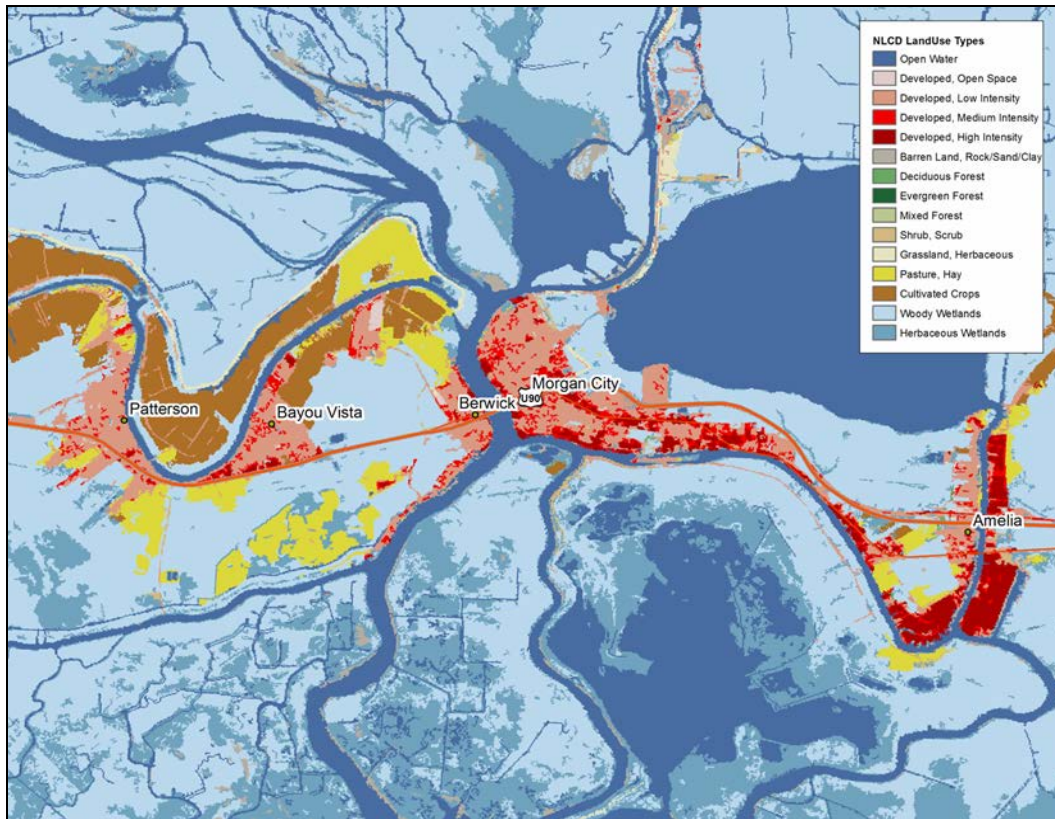 NLCD LandUse Types
Open Water
Developed, Open Space
Developed, Low Intensity
Developed, Medium Intensity
Developed, High Intensity
Barren Land, Rock/Sand/Clay
Deciduous Forest
Evergreen Forest
Mixed Forest
Shrub, Scrub
Grassland, Herbaceous
Pasture, Hay
Cultivated Crops
Woody Wetlands
Herbaceous Wetlands
Morgan City
U90
Berwick
Patterson
Bayou Vista
Amelia